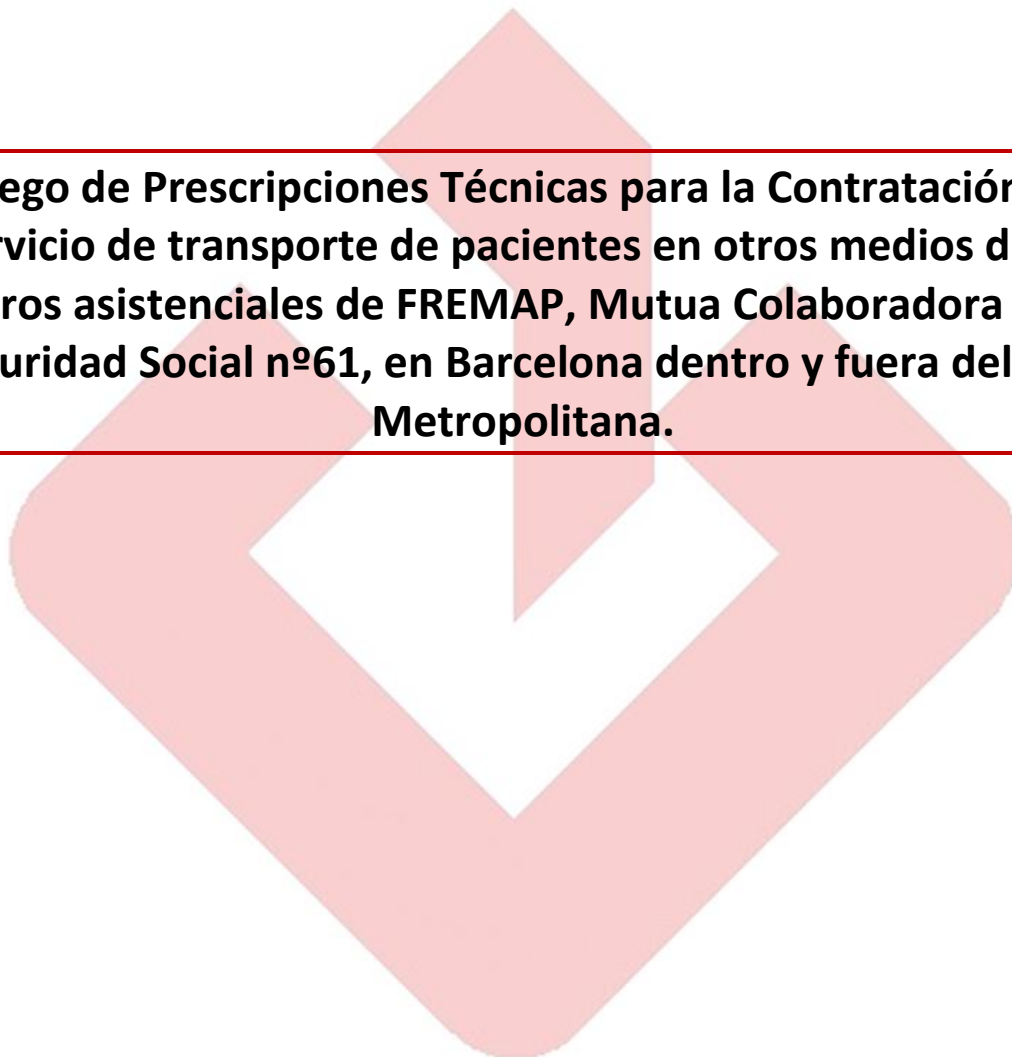 ego de Prescripciones Técnicas para la Contratación
rvicio de transporte de pacientes en otros medios d
ros asistenciales de FREMAP, Mutua Colaboradora
uridad Social nº61, en Barcelona dentro y fuera del
Metropolitana.